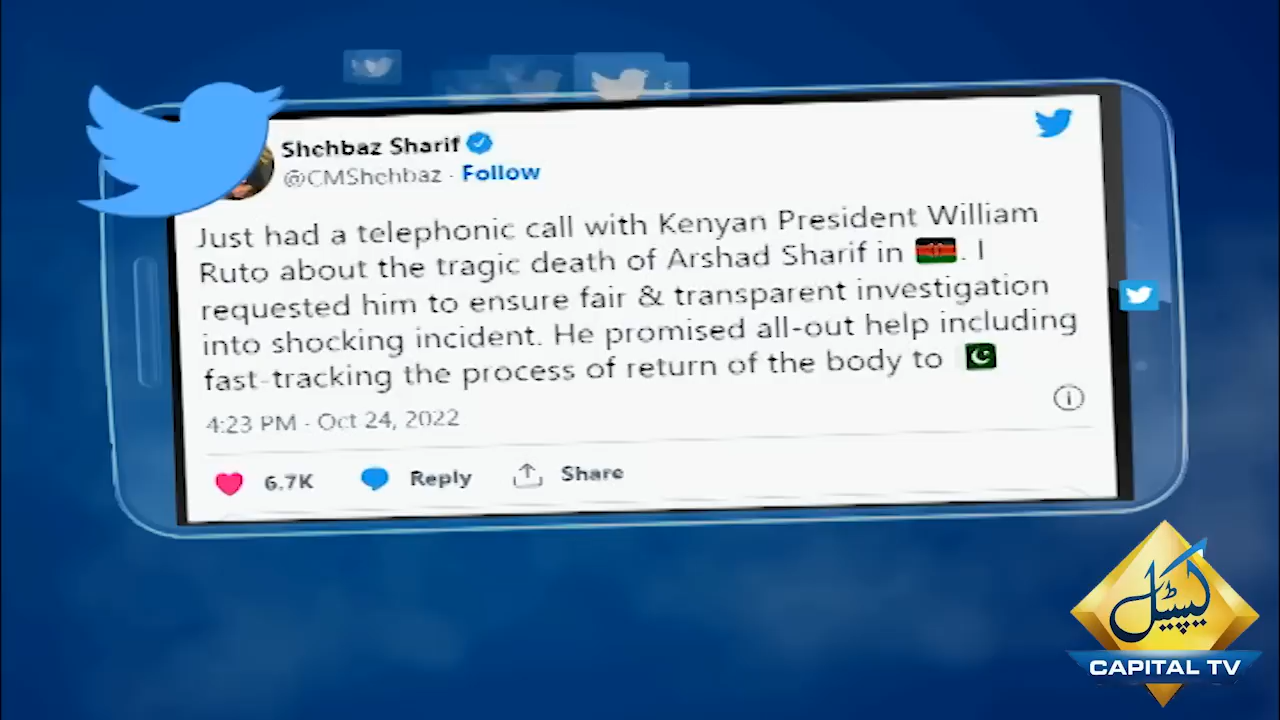 Shehbaz Sharif
@CMShehbaz · Follow
Just had a telephonic call with Kenyan President William
Ruto about the tragic death of Arshad Sharif in 🇰🇪. I
requested him to ensure fair & transparent investigation
into shocking incident. He promised all-out help including
fast-tracking the process of return of the body to 🇵🇰
4:23 PM · Oct 24, 2022
6.7K Reply Share
کیپیٹل
CAPITAL TV